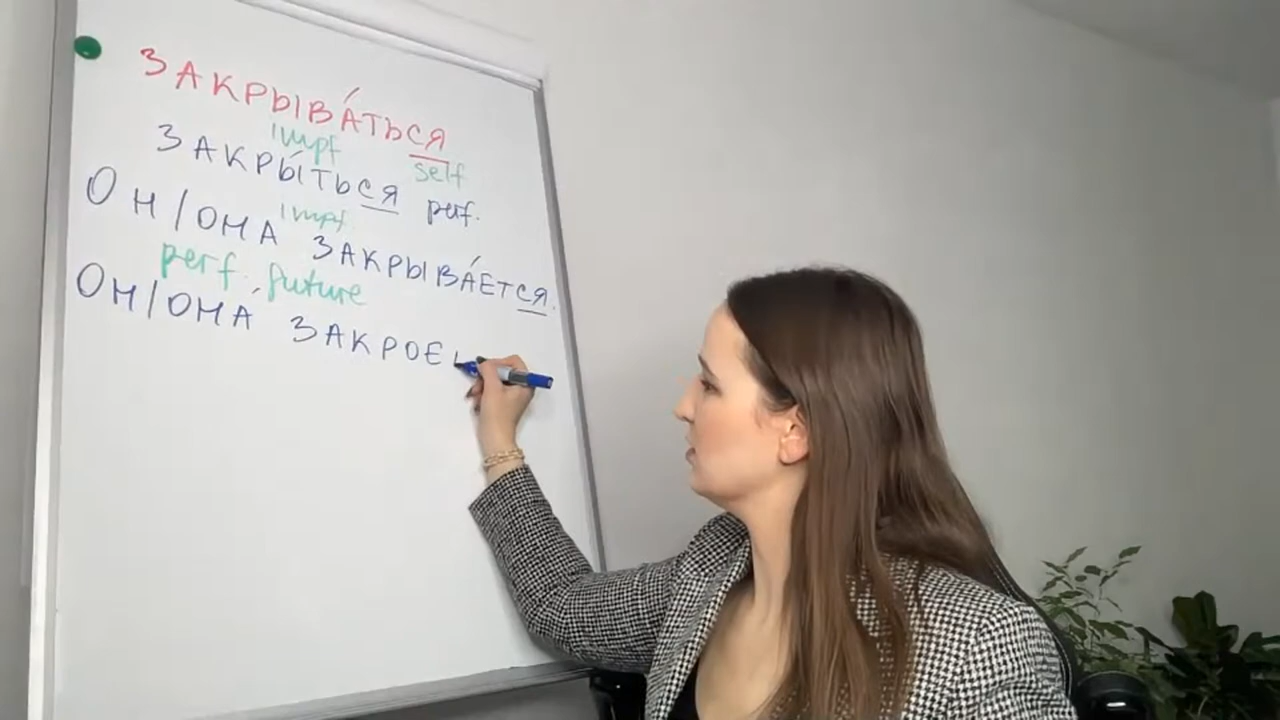 ЗАКРЫВА́ТЬСЯ
impf self
ЗАКРЫ́ТЬСЯ perf.
impf
ОН/ОНА ЗАКРЫВА́ЕТСЯ.
perf. future
ОН/ОНА ЗАКРОЕ